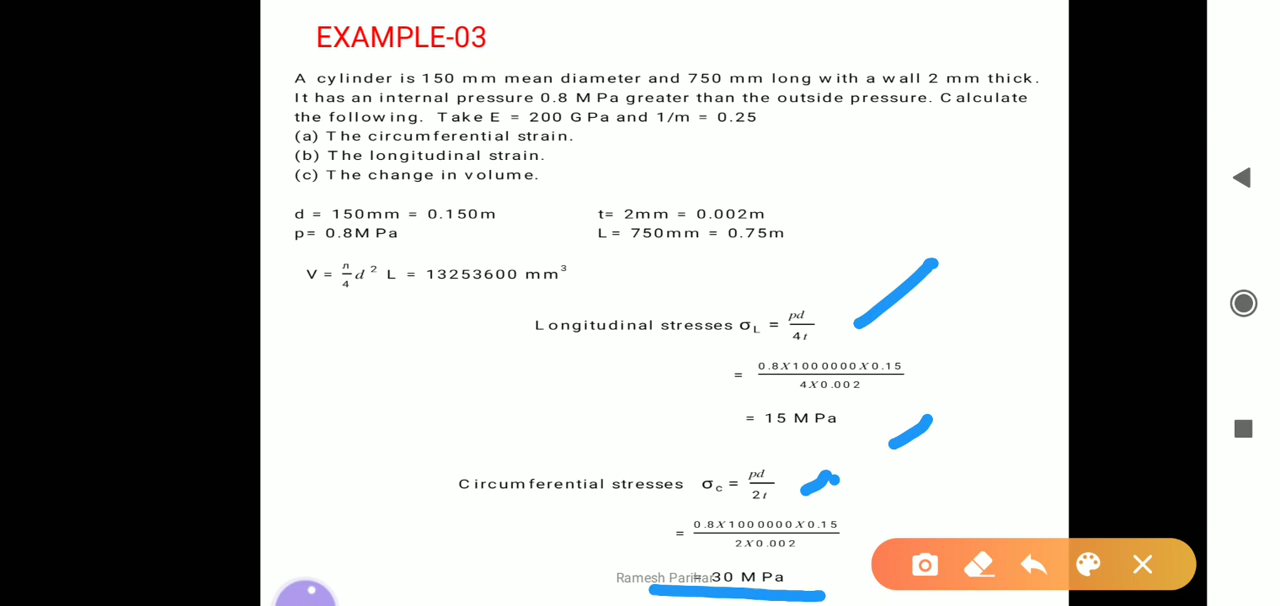 EXAMPLE-03
A cylinder is 150 mm mean diameter and 750 mm long with a wall 2 mm thick.
It has an internal pressure 0.8 MPa greater than the outside pressure. Calculate
the following. Take E = 200 GPa and 1/m = 0.25
(a) The circumferential strain.
(b) The longitudinal strain.
(c) The change in volume.
d = 150mm = 0.150m t= 2mm = 0.002m
p= 0.8MPa L= 750mm = 0.75m
V = n/4 d² L = 13253600 mm³
Longitudinal stresses σL = pd/4t
= 0.8X1000000X0.15/4X0.002
= 15 MPa
Circumferential stresses σc = pd/2t
= 0.8X1000000X0.15/2X0.002
= 30 MPa
Ramesh Parihar